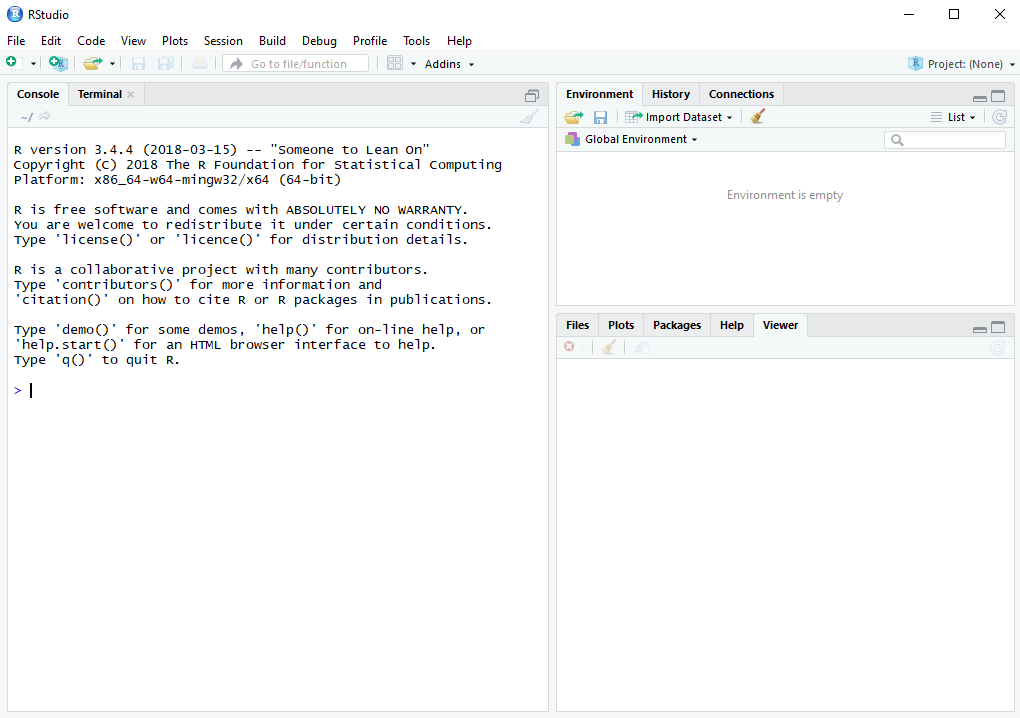 RStudio
File Edit Code View Plots Session Build Debug Profile Tools Help
Go to file/function Addins Project: (None)
Console Terminal
~/
R version 3.4.4 (2018-03-15) -- "Someone to Lean On"
Copyright (C) 2018 The R Foundation for Statistical Computing
Platform: x86_64-w64-mingw32/x64 (64-bit)
R is free software and comes with ABSOLUTELY NO WARRANTY.
You are welcome to redistribute it under certain conditions.
Type 'license()' or 'licence()' for distribution details.
R is a collaborative project with many contributors.
Type 'contributors()' for more information and
'citation()' on how to cite R or R packages in publications.
Type 'demo()' for some demos, 'help()' for on-line help, or
'help.start()' for an HTML browser interface to help.
Type 'q()' to quit R.
>
Environment History Connections
Import Dataset List
Global Environment
Environment is empty
Files Plots Packages Help Viewer